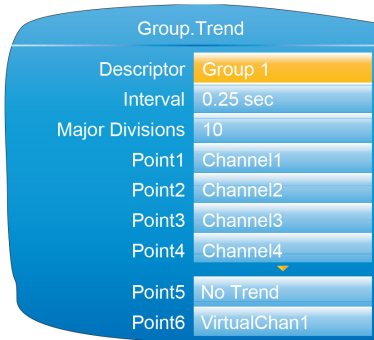 Group.Trend
Descriptor Group 1
Interval 0.25 sec
Major Divisions 10
Point1 Channel1
Point2 Channel2
Point3 Channel3
Point4 Channel4
Point5 No Trend
Point6 VirtualChan1